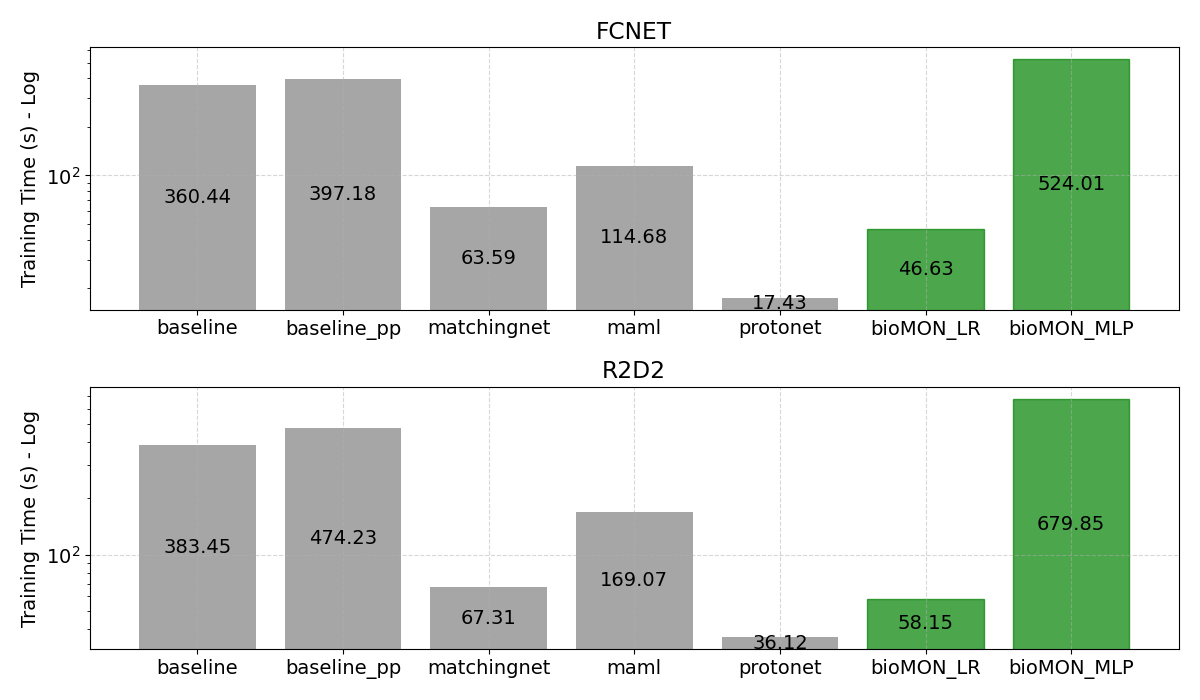 FCNET
Training Time (s) - Log
10²
360.44
397.18
63.59
114.68
17.43
46.63
524.01
baseline baseline_pp matchingnet maml protonet bioMON_LR bioMON_MLP
R2D2
Training Time (s) - Log
10²
383.45
474.23
67.31
169.07
36.12
58.15
679.85
baseline baseline_pp matchingnet maml protonet bioMON_LR bioMON_MLP